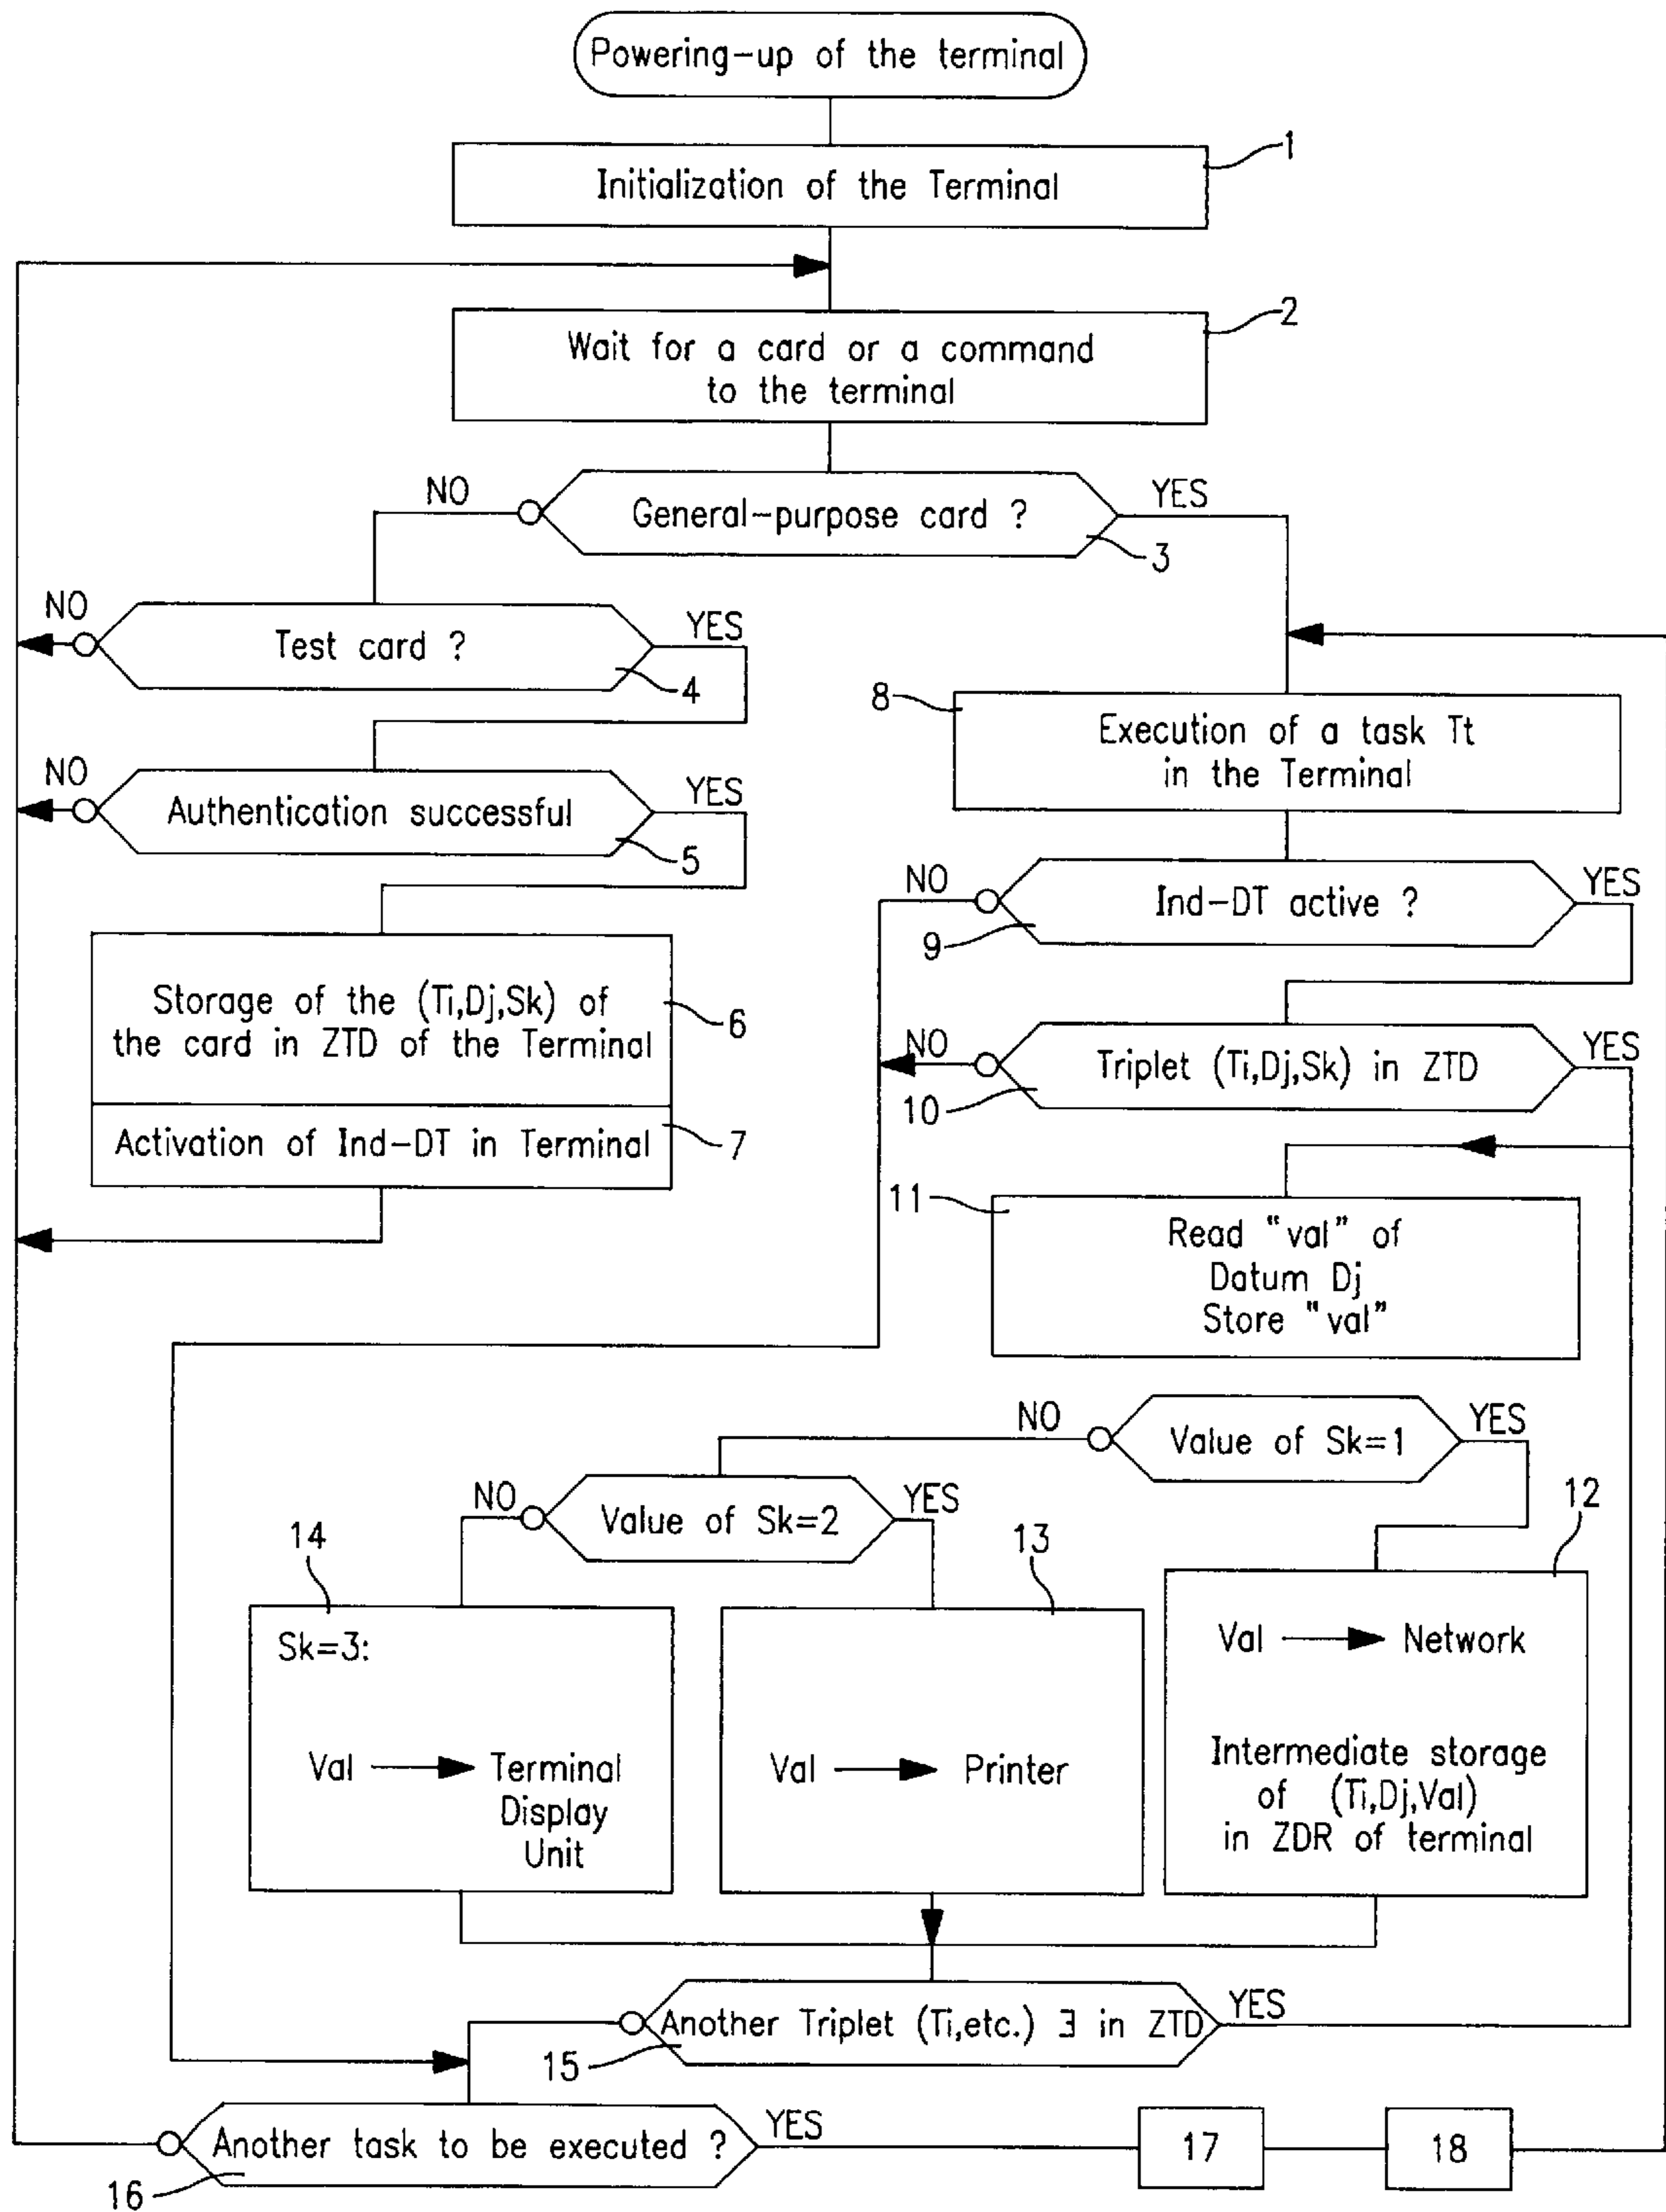 Powering-up of the terminal
1
Initialization of the Terminal
2
Wait for a card or a command
to the terminal
NO
General-purpose card ?
YES
3
NO
Test card ?
YES
4
8
Execution of a task Tt
in the Terminal
NO
Authentication successful
YES
5
NO
Ind-DT active ?
YES
9
Storage of the (Ti,Dj,Sk) of
the card in ZTD of the Terminal
6
NO
Triplet (Ti,Dj,Sk) in ZTD
YES
10
Activation of Ind-DT in Terminal
7
11
Read "val" of
Datum Dj
Store "val"
NO
Value of Sk=1
YES
NO
Value of Sk=2
YES
12
14
13
Sk=3:
Val
Terminal
Display
Unit
Val
Printer
Val
Network
Intermediate storage
of (Ti,Dj,Val)
in ZDR of terminal
Another Triplet (Ti,etc.) ∃ in ZTD
YES
15
Another task to be executed ?
YES
16
17
18